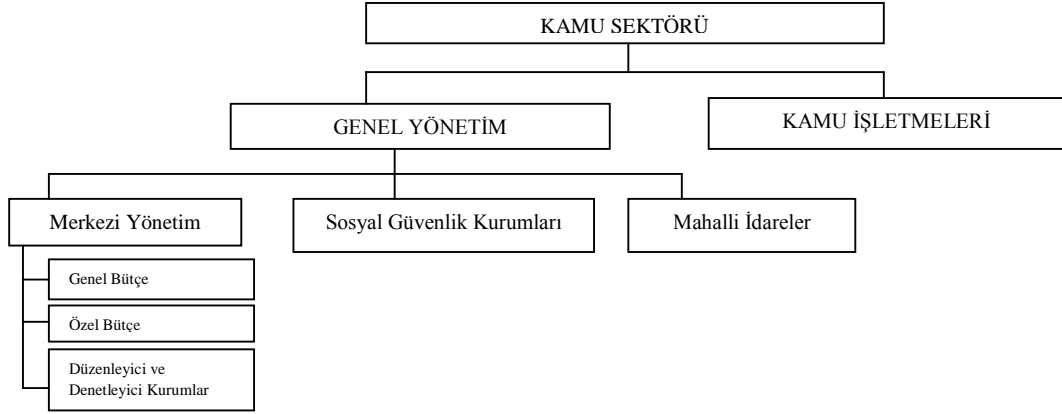 KAMU SEKTÖRÜ
GENEL YÖNETİM
KAMU İŞLETMELERİ
Merkezi Yönetim
Sosyal Güvenlik Kurumları
Mahalli İdareler
Genel Bütçe
Özel Bütçe
Düzenleyici ve
Denetleyici Kurumlar